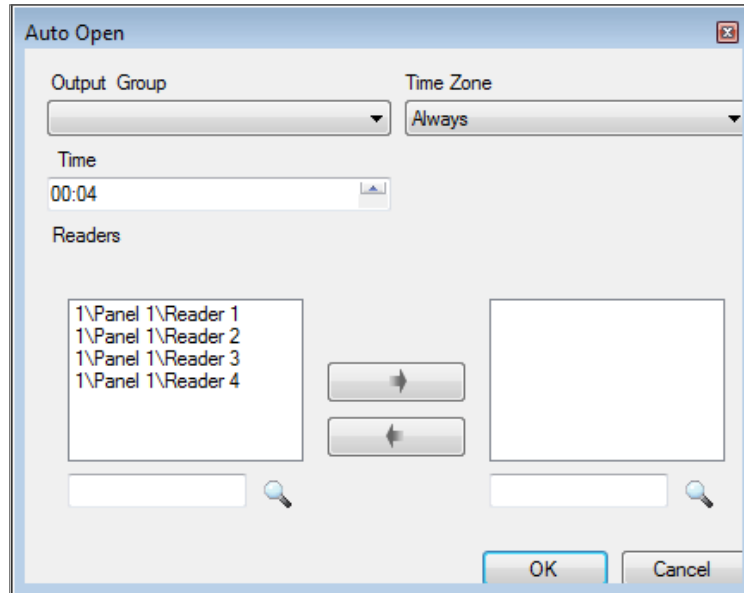 Auto Open
Output Group
Time Zone
Always
Time
00:04
Readers
1\Panel 1\Reader 1
1\Panel 1\Reader 2
1\Panel 1\Reader 3
1\Panel 1\Reader 4
OK
Cancel